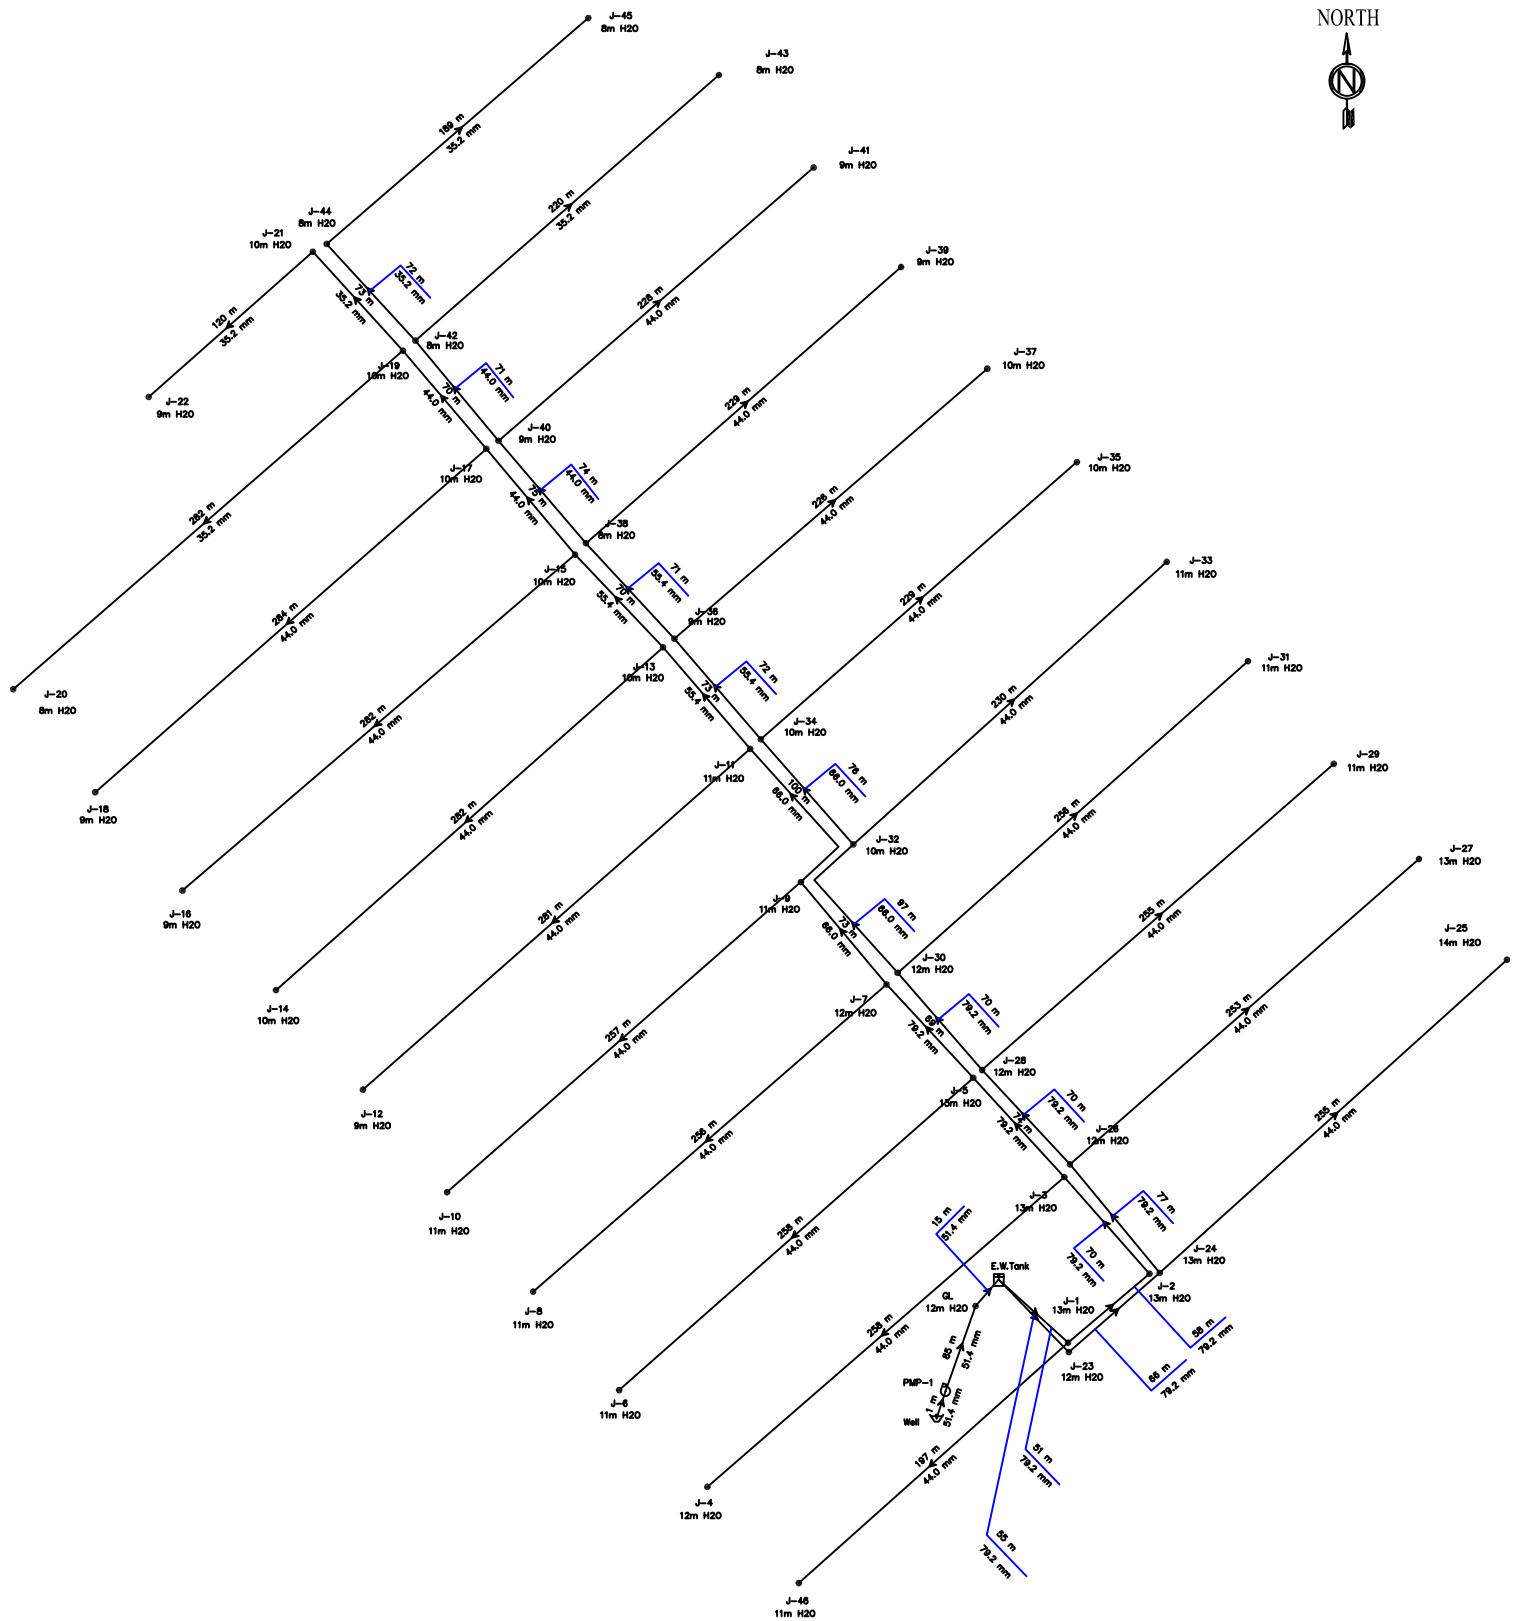 NORTH
N
J-45
8m H20
J-43
8m H20
189 m
35.2 mm
J-41
9m H20
220 m
35.2 mm
J-44
8m H20
J-21
10m H20
J-39
9m H20
72 m
35.2 mm
73 m
35.2 mm
228 m
44.0 mm
120 m
35.2 mm
J-42
8m H20
J-19
10m H20
J-37
10m H20
71 m
44.0 mm
70 m
44.0 mm
J-22
9m H20
229 m
44.0 mm
J-40
9m H20
J-17
10m H20
J-35
10m H20
74 m
44.0 mm
75 m
44.0 mm
226 m
44.0 mm
282 m
35.2 mm
J-38
8m H20
J-15
10m H20
J-33
11m H20
71 m
55.4 mm
70 m
55.4 mm
229 m
44.0 mm
284 m
44.0 mm
J-36
9m H20
J-13
10m H20
J-31
11m H20
72 m
55.4 mm
73 m
55.4 mm
230 m
44.0 mm
J-20
8m H20
282 m
44.0 mm
J-34
10m H20
J-11
11m H20
J-29
11m H20
76 m
66.0 mm
100 m
66.0 mm
J-18
9m H20
282 m
44.0 mm
256 m
44.0 mm
J-32
10m H20
J-27
13m H20
J-9
11m H20
J-16
9m H20
281 m
44.0 mm
97 m
66.0 mm
73 m
66.0 mm
255 m
44.0 mm
J-25
14m H20
J-30
12m H20
J-7
12m H20
J-14
10m H20
70 m
79.2 mm
69 m
79.2 mm
253 m
44.0 mm
257 m
44.0 mm
J-28
12m H20
J-5
13m H20
J-12
9m H20
70 m
79.2 mm
74 m
79.2 mm
255 m
44.0 mm
258 m
44.0 mm
J-26
12m H20
J-3
13m H20
J-10
11m H20
77 m
79.2 mm
15 m
51.4 mm
258 m
44.0 mm
70 m
79.2 mm
J-24
13m H20
E.W.Tank
J-2
13m H20
GL
12m H20
J-1
13m H20
J-8
11m H20
258 m
44.0 mm
58 m
79.2 mm
85 m
51.4 mm
J-23
12m H20
66 m
79.2 mm
PMP-1
1 m
51.4 mm
Well
J-6
11m H20
51 m
79.2 mm
197 m
44.0 mm
J-4
12m H20
55 m
79.2 mm
J-46
11m H20